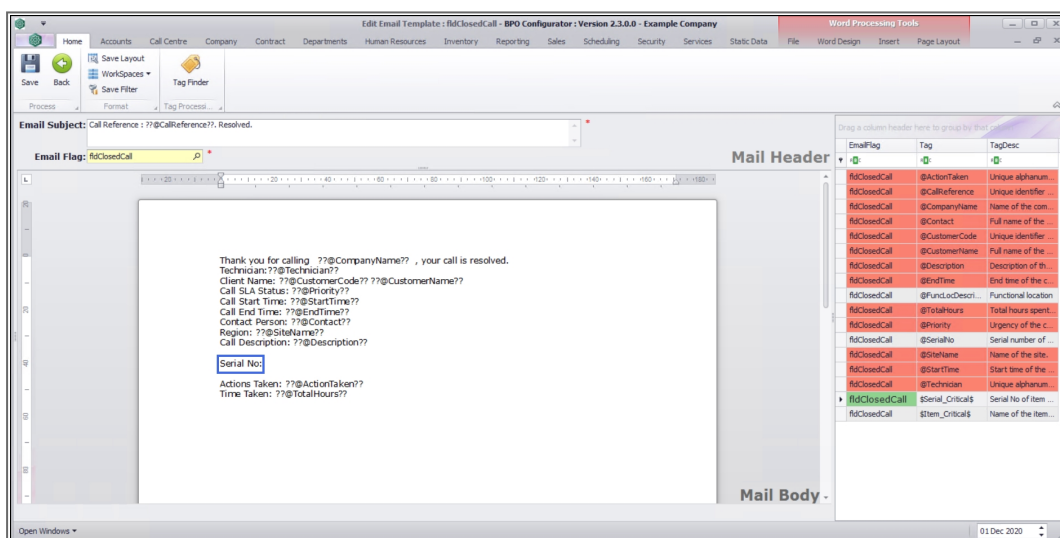 Edit Email Template : fldClosedCall - BPO Configurator : Version 2.3.0.0 - Example Company
Word Processing Tools
Home Accounts Call Centre Company Contract Departments Human Resources Inventory Reporting Sales Scheduling Security Services Static Data File Word Design Insert Page Layout
Save
Back
Save Layout
WorkSpaces
Save Filter
Tag Finder
Process
Format
Tag Processi...
Email Subject: Call Reference : ??@CallReference??. Resolved. *
Email Flag: fldClosedCall *
Mail Header
Thank you for calling ??@CompanyName?? , your call is resolved.
Technician:??@Technician??
Client Name: ??@CustomerCode?? ??@CustomerName??
Call SLA Status: ??@Priority??
Call Start Time: ??@StartTime??
Call End Time: ??@EndTime??
Contact Person: ??@Contact??
Region: ??@SiteName??
Call Description: ??@Description??
Serial No:
Actions Taken: ??@ActionTaken??
Time Taken: ??@TotalHours??
Mail Body
Drag a column header here to group by that
EmailFlag Tag TagDesc
fldClosedCall @ActionTaken Unique alphanum...
fldClosedCall @CallReference Unique identifier
fldClosedCall @CompanyName Name of the com...
fldClosedCall @Contact Full name of the ...
fldClosedCall @CustomerCode Unique identifier ...
fldClosedCall @CustomerName Full name of the ...
fldClosedCall @Description Description of th...
fldClosedCall @EndTime End time of the c...
fldClosedCall @FuncLocDescri... Functional location
fldClosedCall @TotalHours Total hours spent...
fldClosedCall @Priority Urgency of the c...
fldClosedCall @SerialNo Serial number of ...
fldClosedCall @SiteName Name of the site.
fldClosedCall @StartTime Start time of the ...
fldClosedCall @Technician Unique alphanum...
fldClosedCall $Serial_Critical$ Serial No of item ...
fldClosedCall $Item_Critical$ Name of the item...
Open Windows
01 Dec 2020